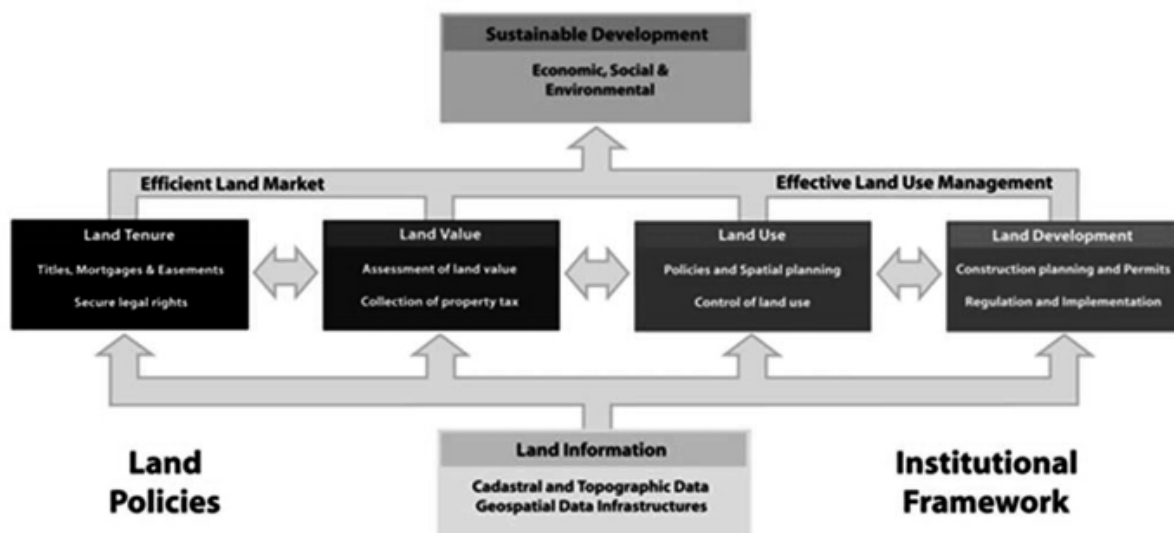 Sustainable Development
Economic, Social &
Environmental
Efficient Land Market
Effective Land Use Management
Land Tenure
Titles, Mortgages & Easements
Secure legal rights
Land Value
Assessment of land value
Collection of property tax
Land Use
Policies and Spatial planning
Control of land use
Land Development
Construction planning and Permits
Regulation and Implementation
Land
Policies
Land Information
Cadastral and Topographic Data
Geospatial Data Infrastructures
Institutional
Framework